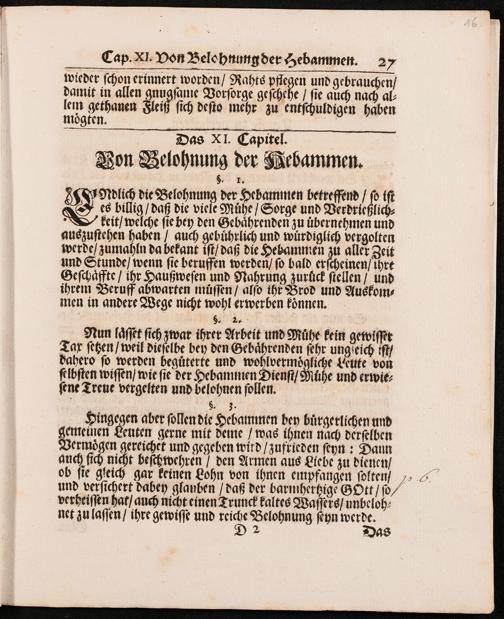 16.
Cap. XI. Von Belohnung der Hebammen. 27
wieder schon erinnert worden / Rahts pflegen und gebrauchen /
damit in allen gnugsame Vorsorge geschehe / sie auch nach al-
lem gethanen Fleiß sich desto mehr zu entschuldigen haben
mögten.
Das XI. Capitel.
Von Belohnung der Hebammen.
§. 1.
ENdlich die Belohnung der Hebammen betreffend / so ist
es billig / daß die viele Mühe / Sorge und Verdrießlich-
keit / welche sie bey den Gebährenden zu übernehmen und
auszustehen haben / auch gebührlich und würdiglich vergolten
werde / zumahln da bekant ist / daß die Hebammen zu aller Zeit
und Stunde / wenn sie beruffen worden / so bald erscheinen / ihre
Geschäffte / ihr Haußwesen und Nahrung zurück stellen / und
ihrem Beruff abwarten müssen / also ihr Brod und Auskom-
men in andere Wege nicht wohl erwerben können.
§. 2.
Nun lässet sich zwar ihrer Arbeit und Mühe kein gewisser
Tax setzen / weil dieselbe bey den Gebährenden sehr ungleich ist /
dahero so werden begüterte und wohlvermögliche Leute von
selbsten wissen / wie sie der Hebammen Dienst / Mühe und erwie-
sene Treue vergelten und belohnen sollen.
§. 3.
Hingegen aber sollen die Hebammen bey bürgerlichen und
gemeinen Leuten gerne mit deme / was ihnen nach derselben
Vermögen gereichet und gegeben wird / zufrieden seyn : Dann
auch sich nicht beschwehren / den Armen aus Liebe zu dienen /
ob sie gleich gar keinen Lohn von ihnen empfangen solten /
und versichert dabey glauben / daß der barmhertzige GOtt / so
verheissen hat / auch nicht einen Trunck kaltes Wassers / unbeloh-
net zu lassen / ihre gewisse und reiche Belohnung seyn werde.
p. 6.
D 2 Das